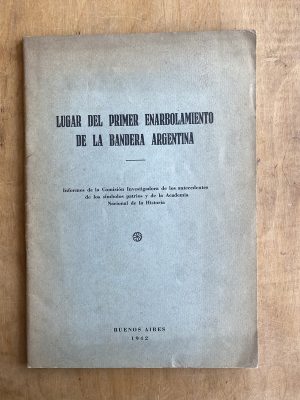 LUGAR DEL PRIMER ENARBOLAMIENTO
DE LA BANDERA ARGENTINA
Informes de la Comisión Investigadora de los antecedentes
de los símbolos patrios y de la Academia
Nacional de la Historia
BUENOS AIRES
1942